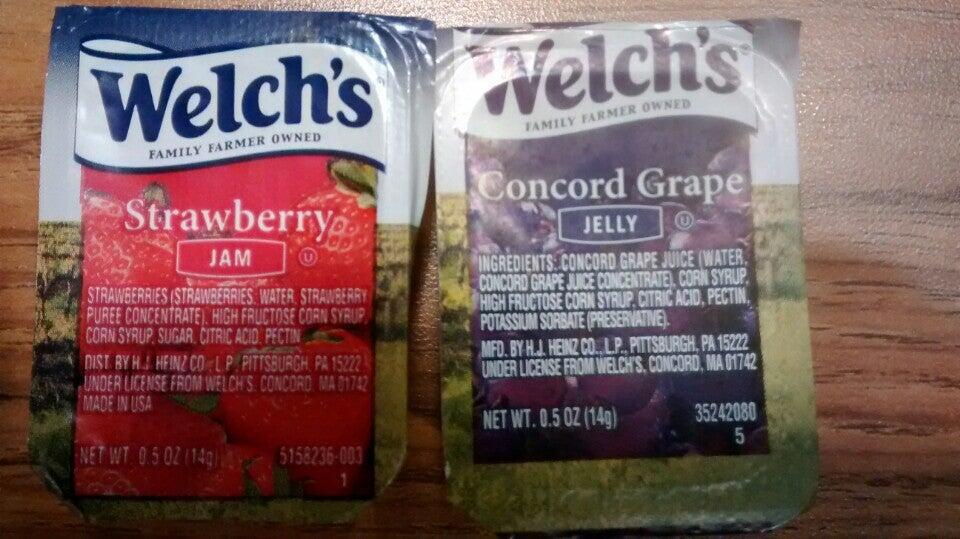 Welch's
FAMILY FARMER OWNED
Strawberry
JAM
U
STRAWBERRIES (STRAWBERRIES, WATER, STRAWBERRY
PUREE CONCENTRATE), HIGH FRUCTOSE CORN SYRUP,
CORN SYRUP, SUGAR, CITRIC ACID, PECTIN.
DIST. BY H.J. HEINZ CO., L.P., PITTSBURGH, PA 15222
UNDER LICENSE FROM WELCH'S, CONCORD, MA 01742
MADE IN USA
NET WT. 0.5 OZ (14g)
5158236-003
1
Welch's
FAMILY FARMER OWNED
Concord Grape
JELLY
U
INGREDIENTS: CONCORD GRAPE JUICE (WATER,
CONCORD GRAPE JUICE CONCENTRATE), CORN SYRUP,
HIGH FRUCTOSE CORN SYRUP, CITRIC ACID, PECTIN,
POTASSIUM SORBATE (PRESERVATIVE).
MFD. BY H.J. HEINZ CO., L.P., PITTSBURGH, PA 15222
UNDER LICENSE FROM WELCH'S, CONCORD, MA 01742
NET WT. 0.5 OZ (14g)
35242080
5